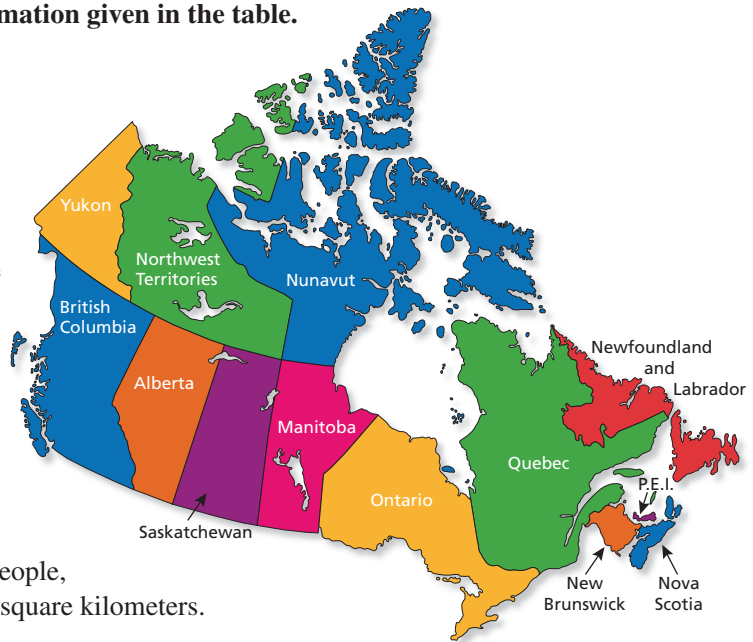 mation given in the table.
Yukon
Northwest
Territories
Nunavut
British
Columbia
Alberta
Manitoba
Newfoundland
and
Labrador
Quebec
Ontario
P.E.I.
Saskatchewan
New
Brunswick
Nova
Scotia
eople,
square kilometers.